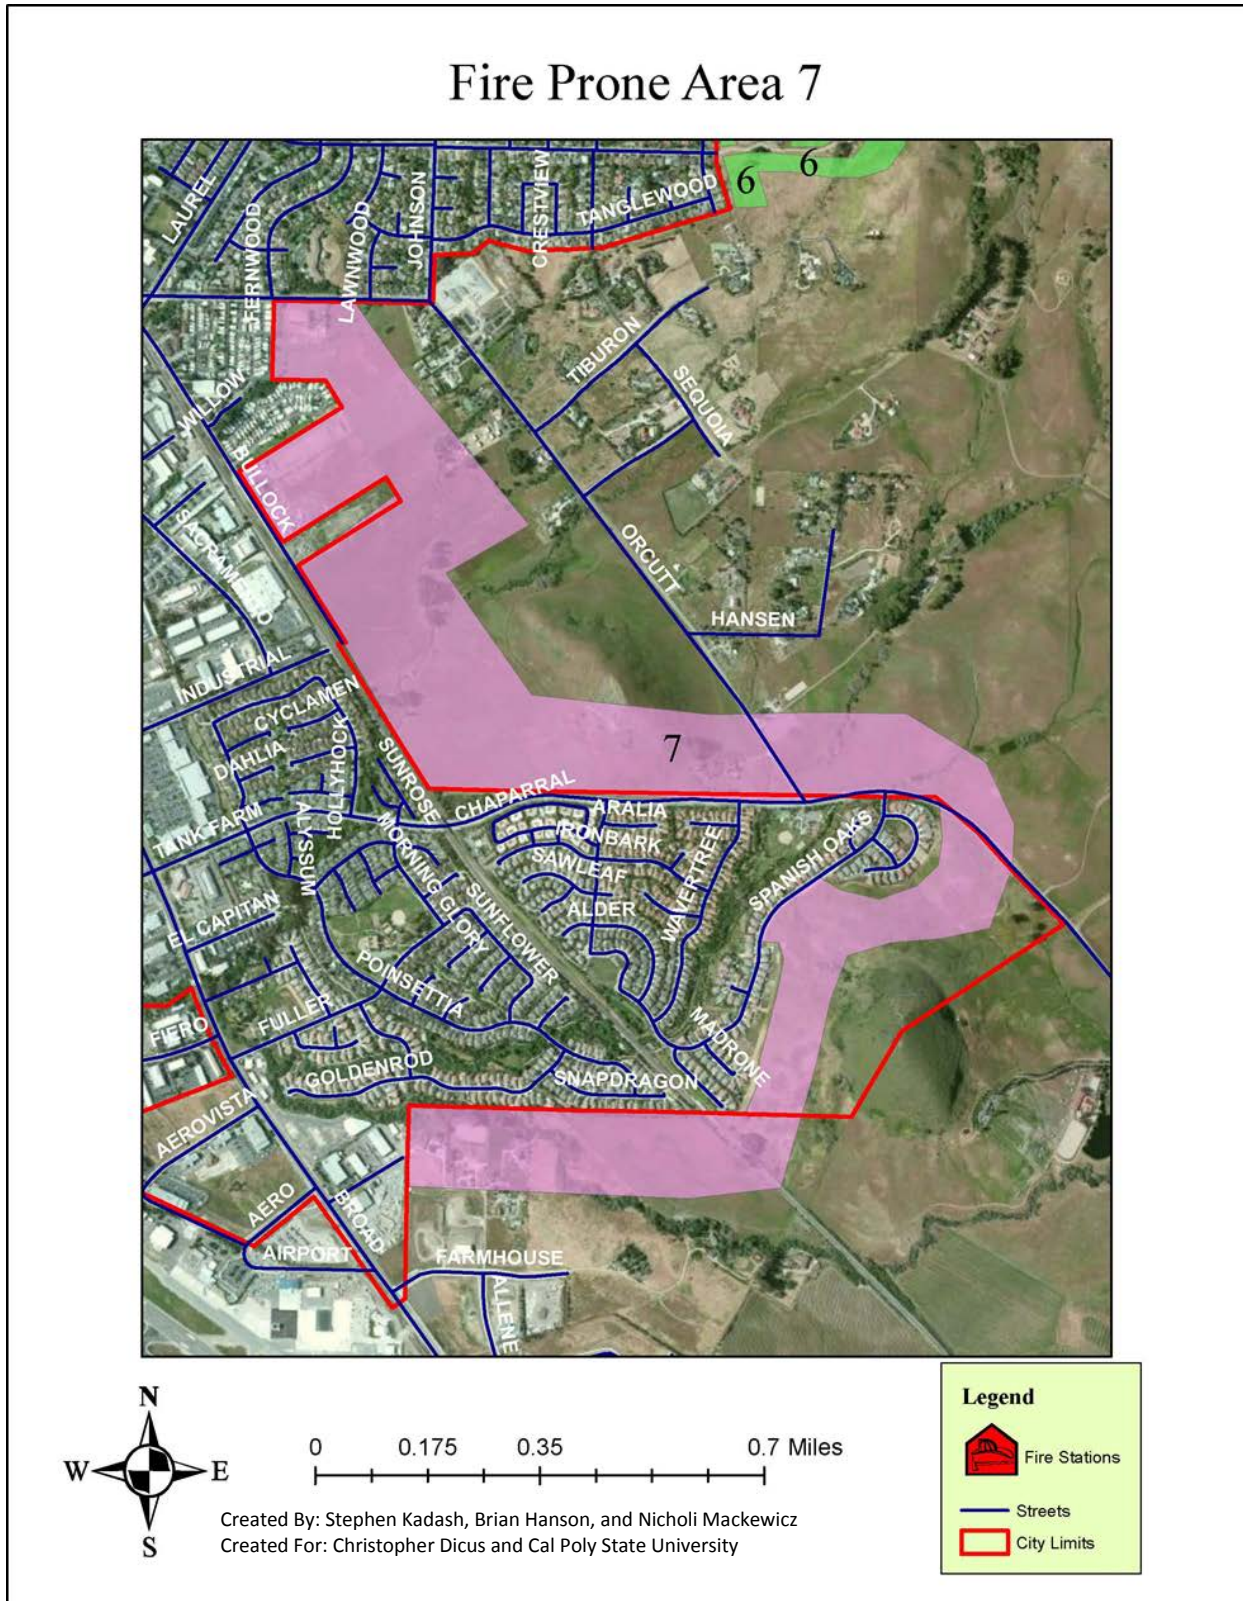 Fire Prone Area 7
6
6
LAUREL
FERNWOOD
LAWNWOOD
JOHNSON
CRESTVIEW
TANGLEWOOD
TIBURON
SEQUOIA
WILLOW
BULLOCK
ORCUTT
HANSEN
INDUSTRIAL
CYCLAMEN
DAHLIA
HOLLYHOCK
SUNROSE
7
CHAPARRAL
ARALIA
TANK FARM
ALYSSUM
MORNING GLORY
IRONBARK
SAWLEAF
WAVERTREE
SPANISH OAKS
ALDER
SUNFLOWER
EL CAPITAN
POINSETTIA
FIERO
FULLER
MADRONE
GOLDENROD
SNAPDRAGON
AEROVISTA
AERO
BROAD
AIRPORT
FARMHOUSE
ALLENE
N
W
E
S
0 0.175 0.35 0.7 Miles
Created By: Stephen Kadash, Brian Hanson, and Nicholi Mackewicz
Created For: Christopher Dicus and Cal Poly State University
Legend
Fire Stations
Streets
City Limits